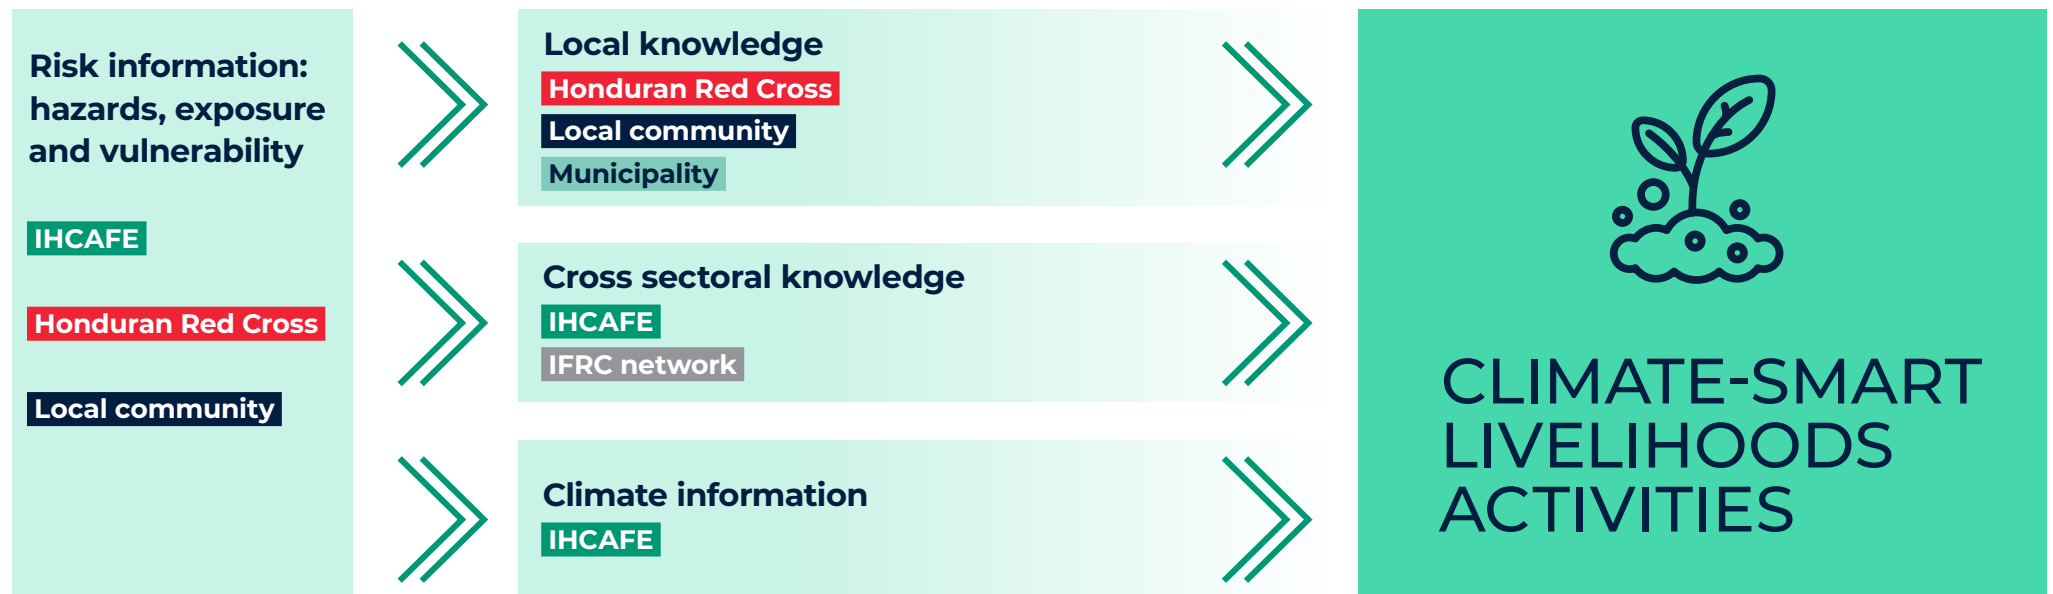 Risk information:
hazards, exposure
and vulnerability
IHCAFE
Honduran Red Cross
Local community
Local knowledge
Honduran Red Cross
Local community
Municipality
Cross sectoral knowledge
IHCAFE
IFRC network
Climate information
IHCAFE
CLIMATE-SMART
LIVELIHOODS
ACTIVITIES